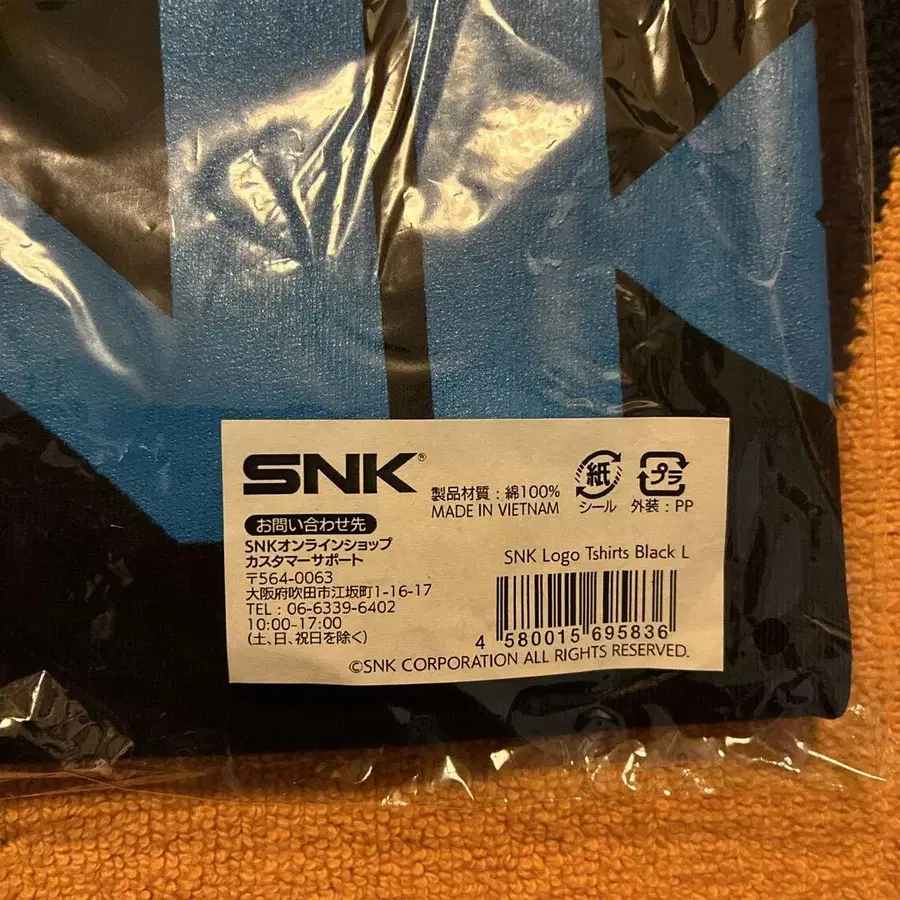 SNK®
製品材質：綿100%
MADE IN VIETNAM
紙
シール
プラ
外装：PP
お問い合わせ先
SNKオンラインショップ
カスタマーサポート
〒564-0063
大阪府吹田市江坂町1-16-17
TEL：06-6339-6402
10:00-17:00
(土、日、祝日を除く)
SNK Logo Tshirts Black L
4 580015 695836
©SNK CORPORATION ALL RIGHTS RESERVED.